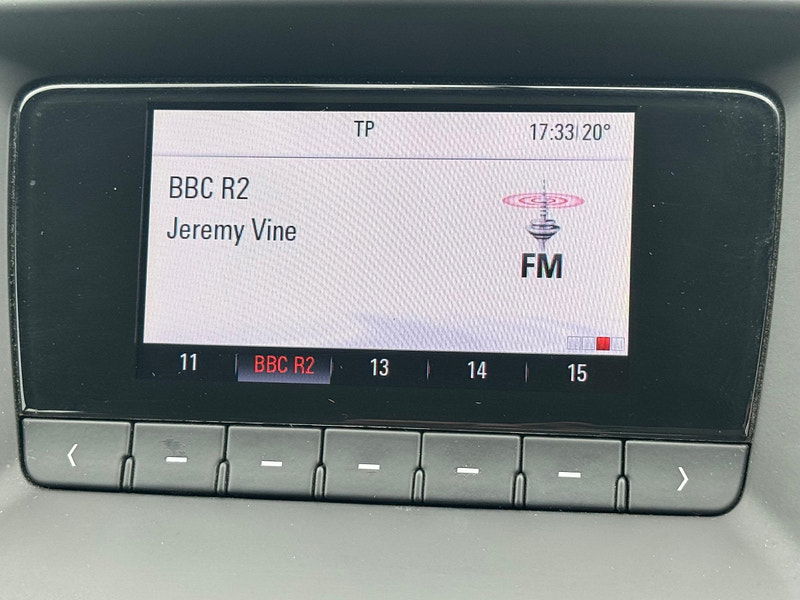 TP
17:33 20°
BBC R2
Jeremy Vine
FM
11 BBC R2 13 14 15